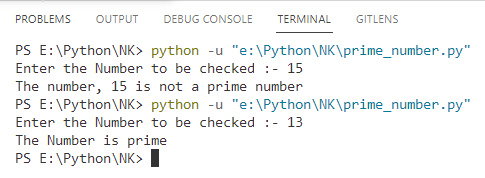 PROBLEMS OUTPUT DEBUG CONSOLE TERMINAL GITLENS
PS E:\Python\NK> python -u "e:\Python\NK\prime_number.py"
Enter the Number to be checked :- 15
The number, 15 is not a prime number
PS E:\Python\NK> python -u "e:\Python\NK\prime_number.py"
Enter the Number to be checked :- 13
The Number is prime
PS E:\Python\NK>